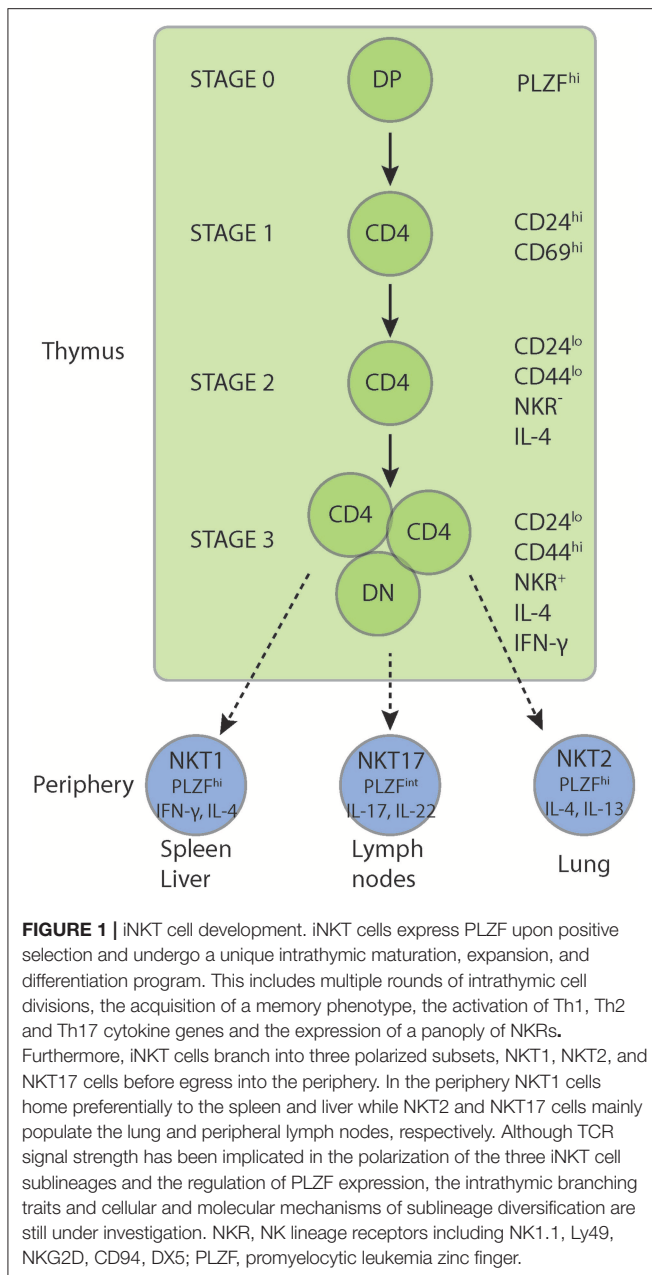 STAGE 0
DP
PLZFhi
STAGE 1
CD4
CD24hi
CD69hi
Thymus
STAGE 2
CD4
CD24lo
CD44lo
NKR-
IL-4
STAGE 3
CD4
CD4
DN
CD24lo
CD44hi
NKR+
IL-4
IFN-γ
Periphery
NKT1
PLZFhi
IFN-γ, IL-4
Spleen
Liver
NKT17
PLZFint
IL-17, IL-22
Lymph
nodes
NKT2
PLZFhi
IL-4, IL-13
Lung
FIGURE 1 | iNKT cell development. iNKT cells express PLZF upon positive
selection and undergo a unique intrathymic maturation, expansion, and
differentiation program. This includes multiple rounds of intrathymic cell
divisions, the acquisition of a memory phenotype, the activation of Th1, Th2
and Th17 cytokine genes and the expression of a panoply of NKRs.
Furthermore, iNKT cells branch into three polarized subsets, NKT1, NKT2, and
NKT17 cells before egress into the periphery. In the periphery NKT1 cells
home preferentially to the spleen and liver while NKT2 and NKT17 cells mainly
populate the lung and peripheral lymph nodes, respectively. Although TCR
signal strength has been implicated in the polarization of the three iNKT cell
sublineages and the regulation of PLZF expression, the intrathymic branching
traits and cellular and molecular mechanisms of sublineage diversification are
still under investigation. NKR, NK lineage receptors including NK1.1, Ly49,
NKG2D, CD94, DX5; PLZF, promyelocytic leukemia zinc finger.